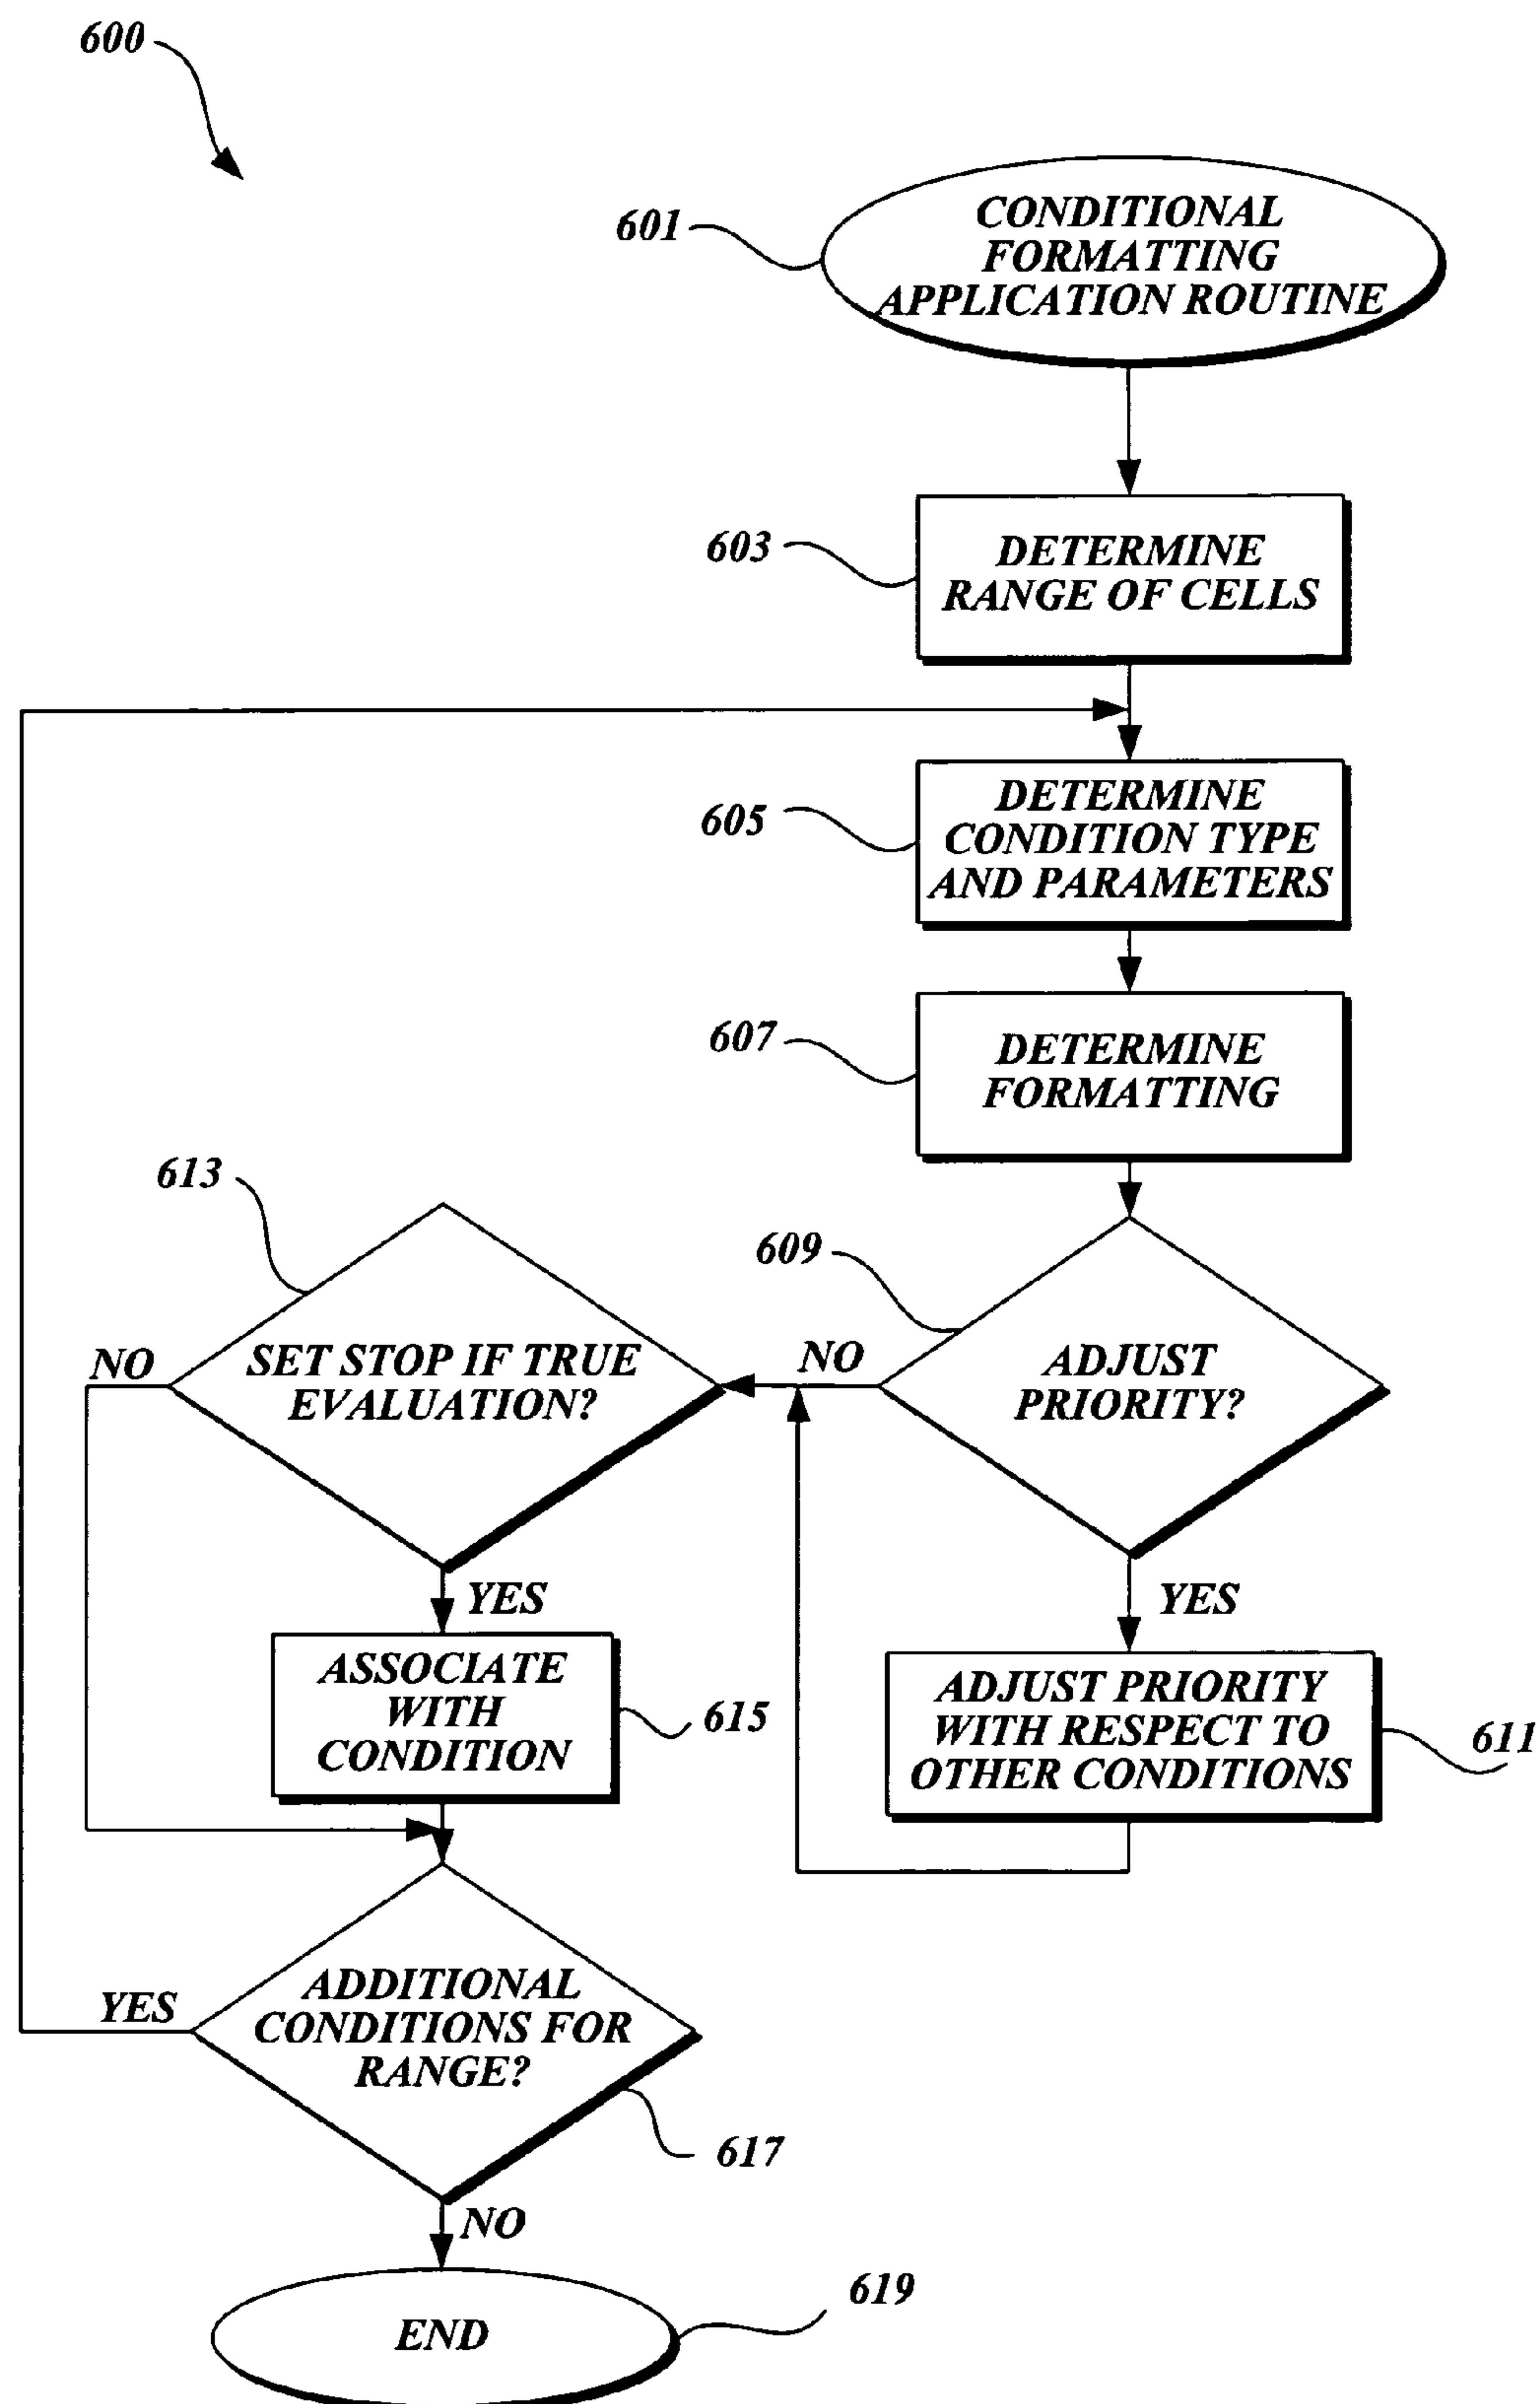 600
601
CONDITIONAL
FORMATTING
APPLICATION ROUTINE
603
DETERMINE
RANGE OF CELLS
605
DETERMINE
CONDITION TYPE
AND PARAMETERS
607
DETERMINE
FORMATTING
609
ADJUST
PRIORITY?
NO
YES
611
ADJUST PRIORITY
WITH RESPECT TO
OTHER CONDITIONS
613
SET STOP IF TRUE
EVALUATION?
NO
YES
615
ASSOCIATE
WITH
CONDITION
617
ADDITIONAL
CONDITIONS FOR
RANGE?
YES
NO
619
END